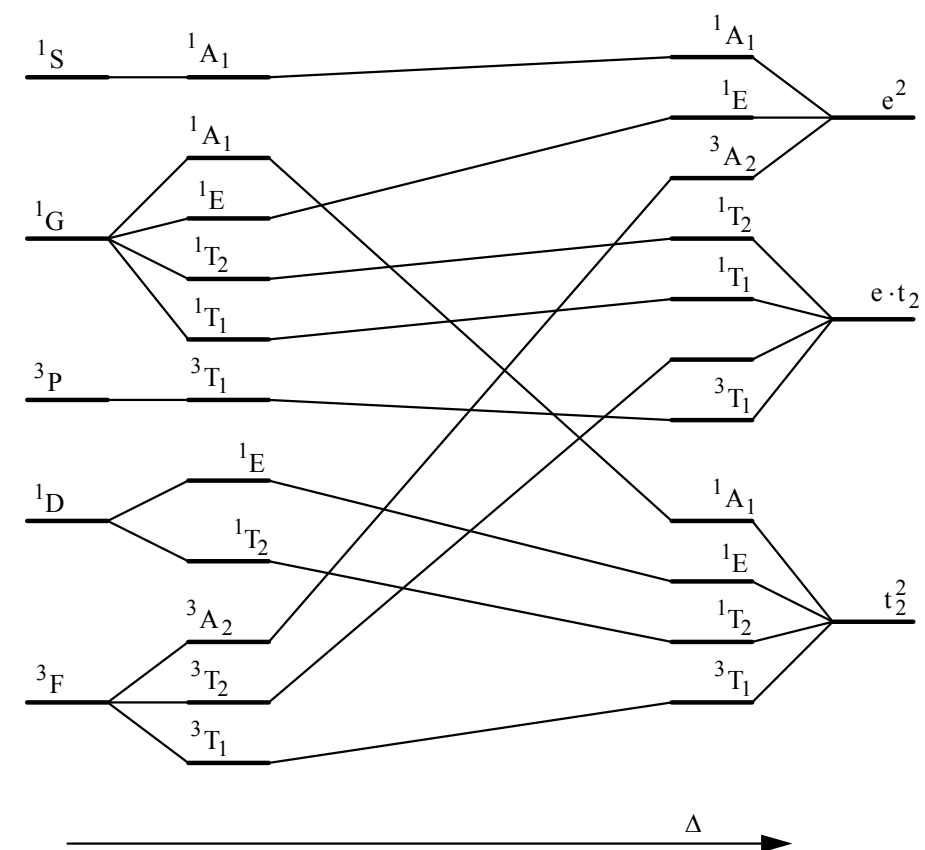 ¹A₁
¹S ¹A₁
e²
¹E
¹A₁
³A₂
¹E
¹G ¹T₂
¹T₂
¹T₁ e·t₂
¹T₁
³P ³T₁
³T₁
¹E
¹D ¹A₁
¹T₂
¹E
t₂²
³A₂ ¹T₂
³F ³T₂ ³T₁
³T₁
Δ